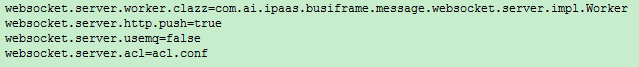 websocket.server.worker.clazz=com.ai.ipaas.busiframe.message.websocket.server.impl.Worker
websocket.server.http.push=true
websocket.server.usemq=false
websocket.server.acl=acl.conf